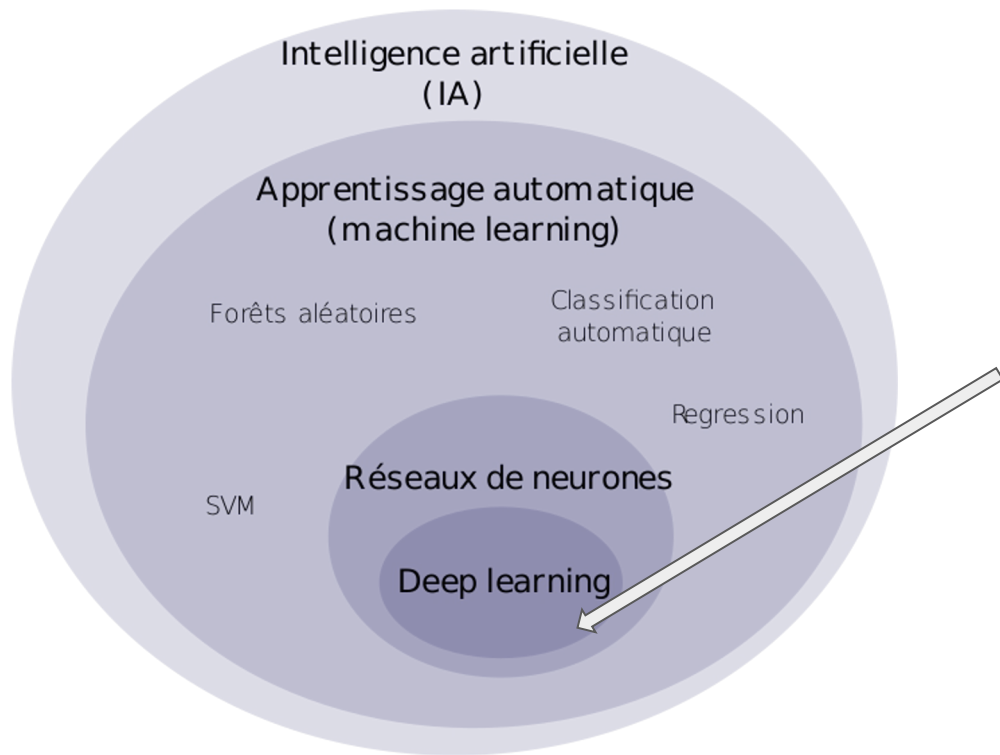 Intelligence artificielle
(IA)
Apprentissage automatique
(machine learning)
Forêts aléatoires
Classification
automatique
Regression
Réseaux de neurones
SVM
Deep learning